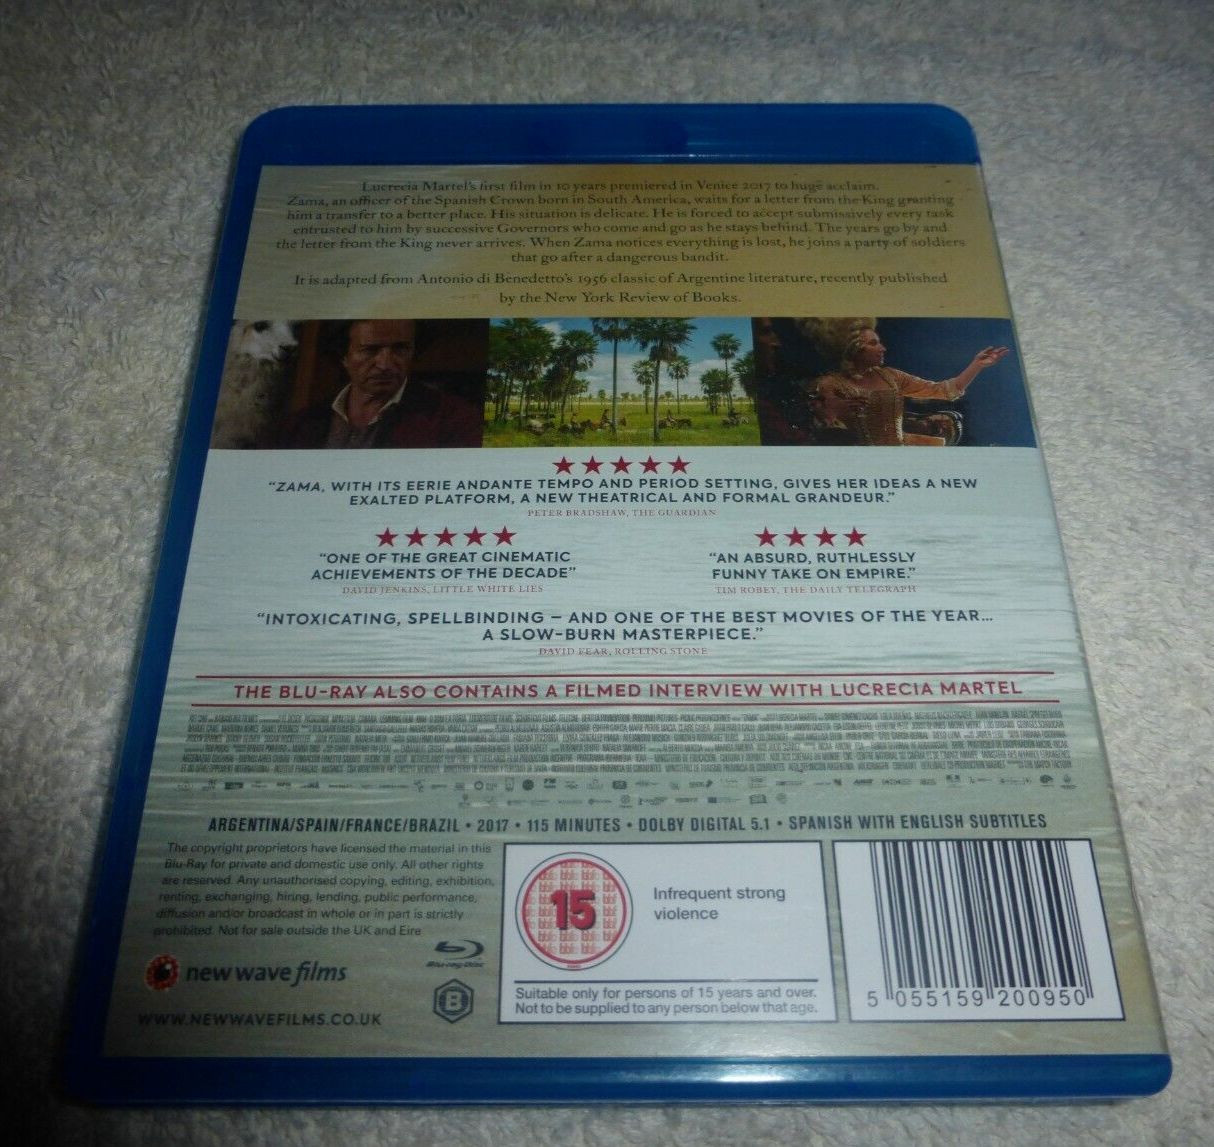 Lucrecia Martel's first film in 10 years premiered in Venice 2017 to huge acclaim.
Zama, an officer of the Spanish Crown born in South America, waits for a letter from the King granting
him a transfer to a better place. His situation is delicate. He is forced to accept submissively every task
entrusted to him by successive Governors who come and go as he stays behind. The years go by and
the letter from the King never arrives. When Zama notices everything is lost, he joins a party of soldiers
that go after a dangerous bandit.
It is adapted from Antonio di Benedetto's 1956 classic of Argentine literature, recently published
by the New York Review of Books.
"ZAMA, WITH ITS EERIE ANDANTE TEMPO AND PERIOD SETTING, GIVES HER IDEAS A NEW
EXALTED PLATFORM, A NEW THEATRICAL AND FORMAL GRANDEUR."
PETER BRADSHAW, THE GUARDIAN
"ONE OF THE GREAT CINEMATIC
ACHIEVEMENTS OF THE DECADE"
DAVID JENKINS, LITTLE WHITE LIES
"AN ABSURD, RUTHLESSLY
FUNNY TAKE ON EMPIRE."
TIM ROBEY, THE DAILY TELEGRAPH
"INTOXICATING, SPELLBINDING – AND ONE OF THE BEST MOVIES OF THE YEAR...
A SLOW-BURN MASTERPIECE."
DAVID FEAR, ROLLING STONE
THE BLU-RAY ALSO CONTAINS A FILMED INTERVIEW WITH LUCRECIA MARTEL
ARGENTINA/SPAIN/FRANCE/BRAZIL • 2017 • 115 MINUTES • DOLBY DIGITAL 5.1 • SPANISH WITH ENGLISH SUBTITLES
The copyright proprietors have licensed the material in this
Blu-Ray for private and domestic use only. All other rights
are reserved. Any unauthorised copying, editing, exhibition,
renting, exchanging, hiring, lending, public performance,
diffusion and/or broadcast in whole or in part is strictly
prohibited. Not for sale outside the UK and Eire
Blu-ray Disc
new wave films
B
WWW.NEWWAVEFILMS.CO.UK
15
Infrequent strong
violence
Suitable only for persons of 15 years and over.
Not to be supplied to any person below that age.
5 055159 200950